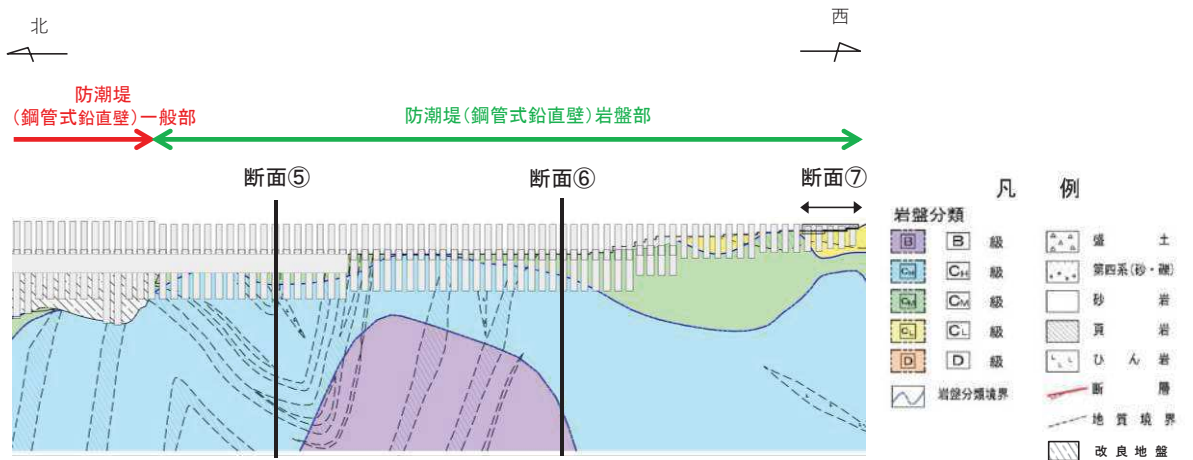 北
西
防潮堤
(鋼管式鉛直壁)一般部
防潮堤(鋼管式鉛直壁)岩盤部
断面⑤
断面⑥
断面⑦
凡 例
岩盤分類
B B 級
CH CH 級
CM CM 級
CL CL 級
D D 級
岩盤分類境界
盛 土
第四系(砂・礫)
砂 岩
頁 岩
ひ ん 岩
断 層
地 質 境 界
改 良 地 盤